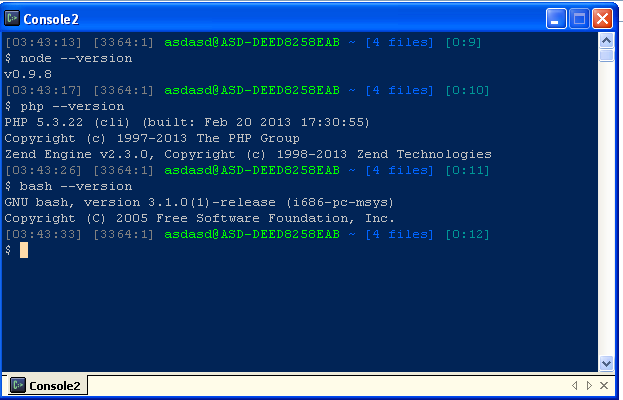 Console2
[03:43:13] [3364:1] asdasd@ASD-DEED8258EAB ~ [4 files] [0:9]
$ node --version
v0.9.8
[03:43:17] [3364:1] asdasd@ASD-DEED8258EAB ~ [4 files] [0:10]
$ php --version
PHP 5.3.22 (cli) (built: Feb 20 2013 17:30:55)
Copyright (c) 1997-2013 The PHP Group
Zend Engine v2.3.0, Copyright (c) 1998-2013 Zend Technologies
[03:43:26] [3364:1] asdasd@ASD-DEED8258EAB ~ [4 files] [0:11]
$ bash --version
GNU bash, version 3.1.0(1)-release (i686-pc-msys)
Copyright (C) 2005 Free Software Foundation, Inc.
[03:43:33] [3364:1] asdasd@ASD-DEED8258EAB ~ [4 files] [0:12]
$
Console2